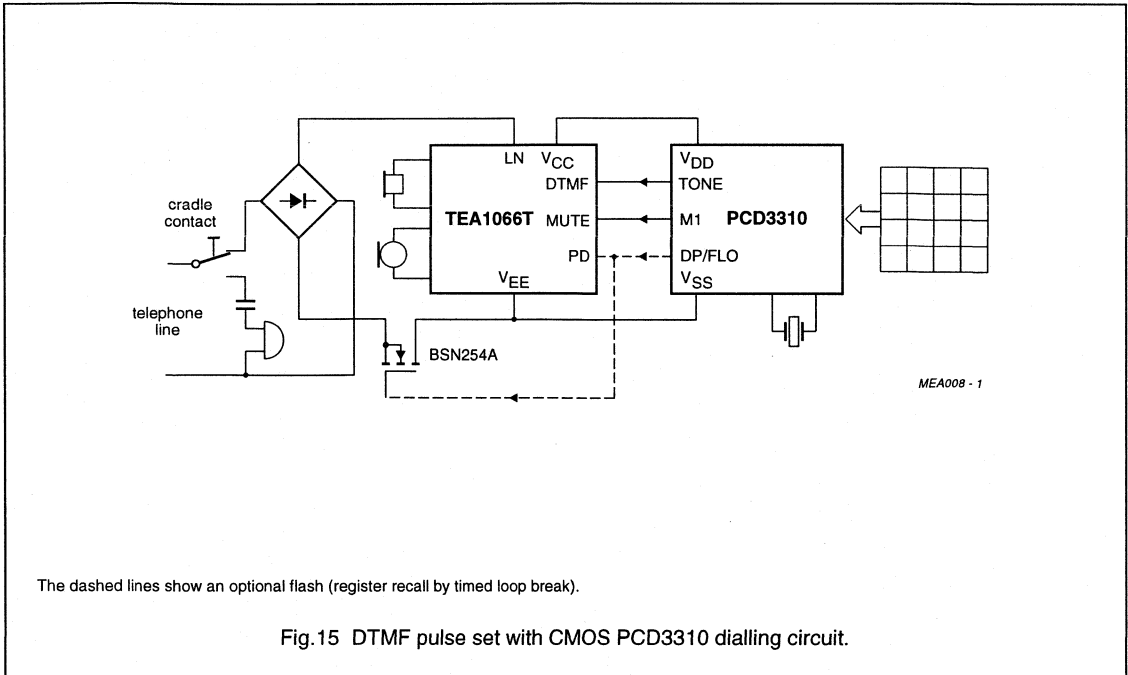 LN VCC
DTMF
TEA1066T
MUTE
PD
VEE
VDD
TONE
M1
PCD3310
DP/FLO
VSS
cradle
contact
telephone
line
BSN254A
MEA008 - 1
The dashed lines show an optional flash (register recall by timed loop break).
Fig.15 DTMF pulse set with CMOS PCD3310 dialling circuit.